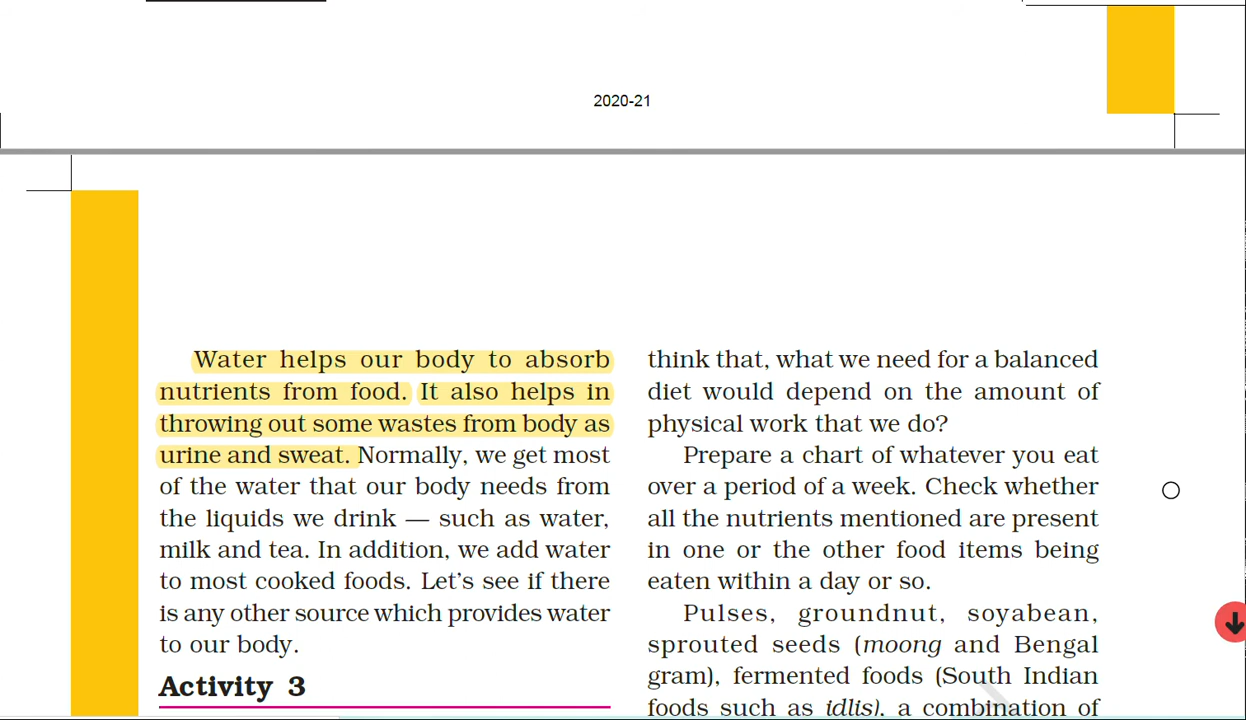 2020-21
Water helps our body to absorb
nutrients from food. It also helps in
throwing out some wastes from body as
urine and sweat. Normally, we get most
of the water that our body needs from
the liquids we drink — such as water,
milk and tea. In addition, we add water
to most cooked foods. Let's see if there
is any other source which provides water
to our body.
Activity 3
think that, what we need for a balanced
diet would depend on the amount of
physical work that we do?
Prepare a chart of whatever you eat
over a period of a week. Check whether
all the nutrients mentioned are present
in one or the other food items being
eaten within a day or so.
Pulses, groundnut, soyabean,
sprouted seeds (moong and Bengal
gram), fermented foods (South Indian
foods such as idlis), a combination of